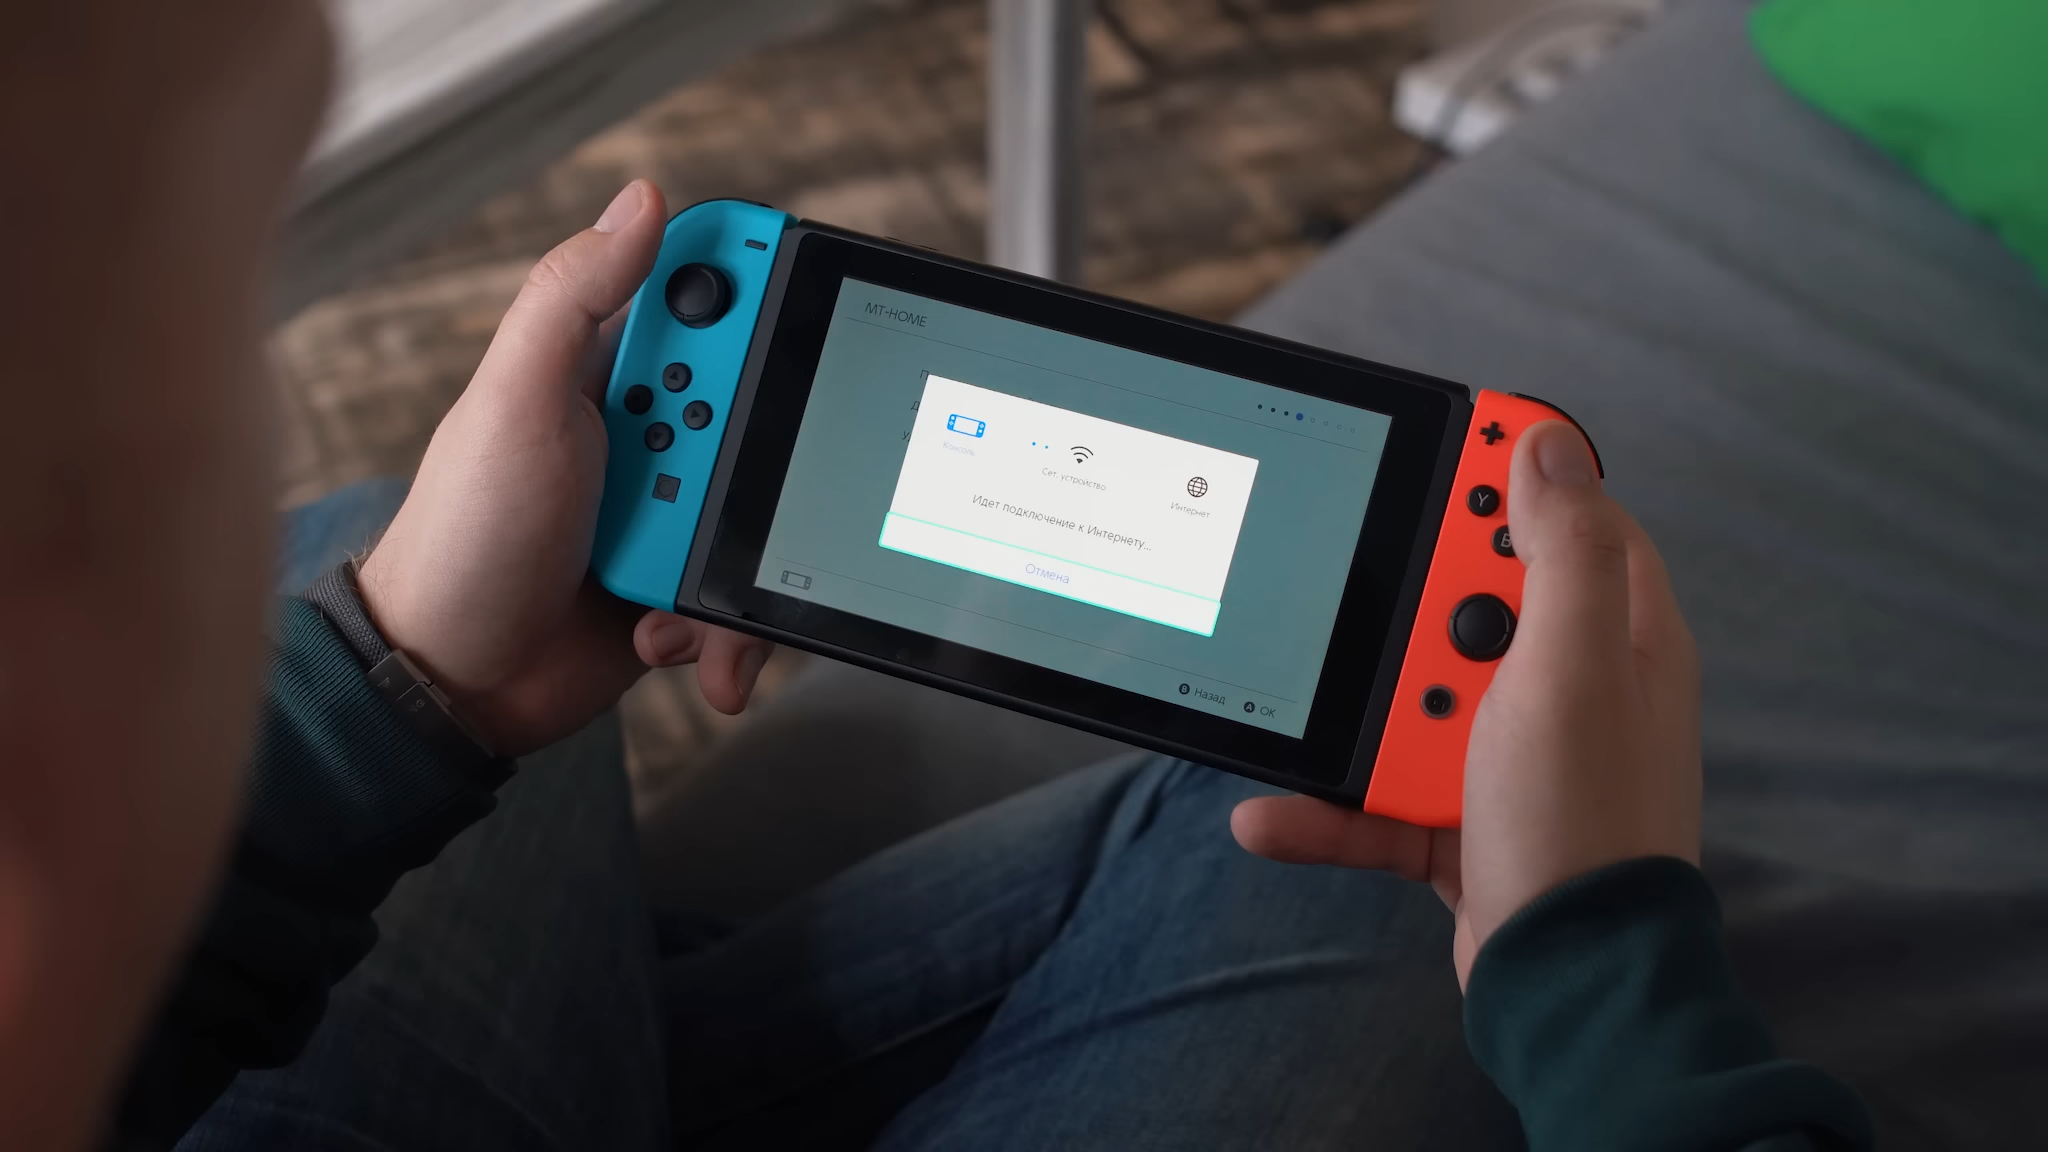 MT-HOME
Консоль
Сет. устройство
Интернет
Идет подключение к Интернету...
Отмена
B Назад
A OK
Y
B